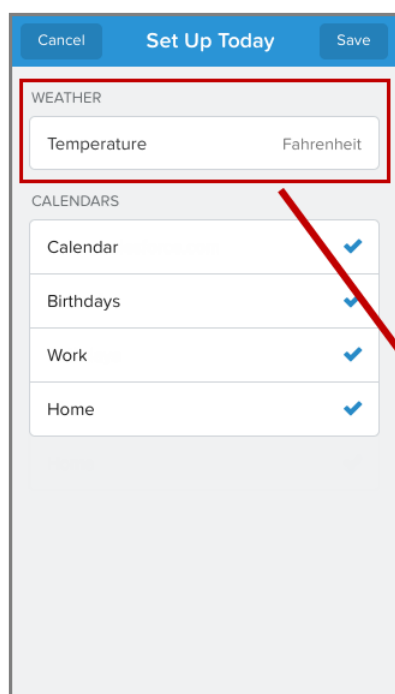 Cancel Set Up Today Save
WEATHER
Temperature Fahrenheit
CALENDARS
Calendar
Birthdays
Work
Home